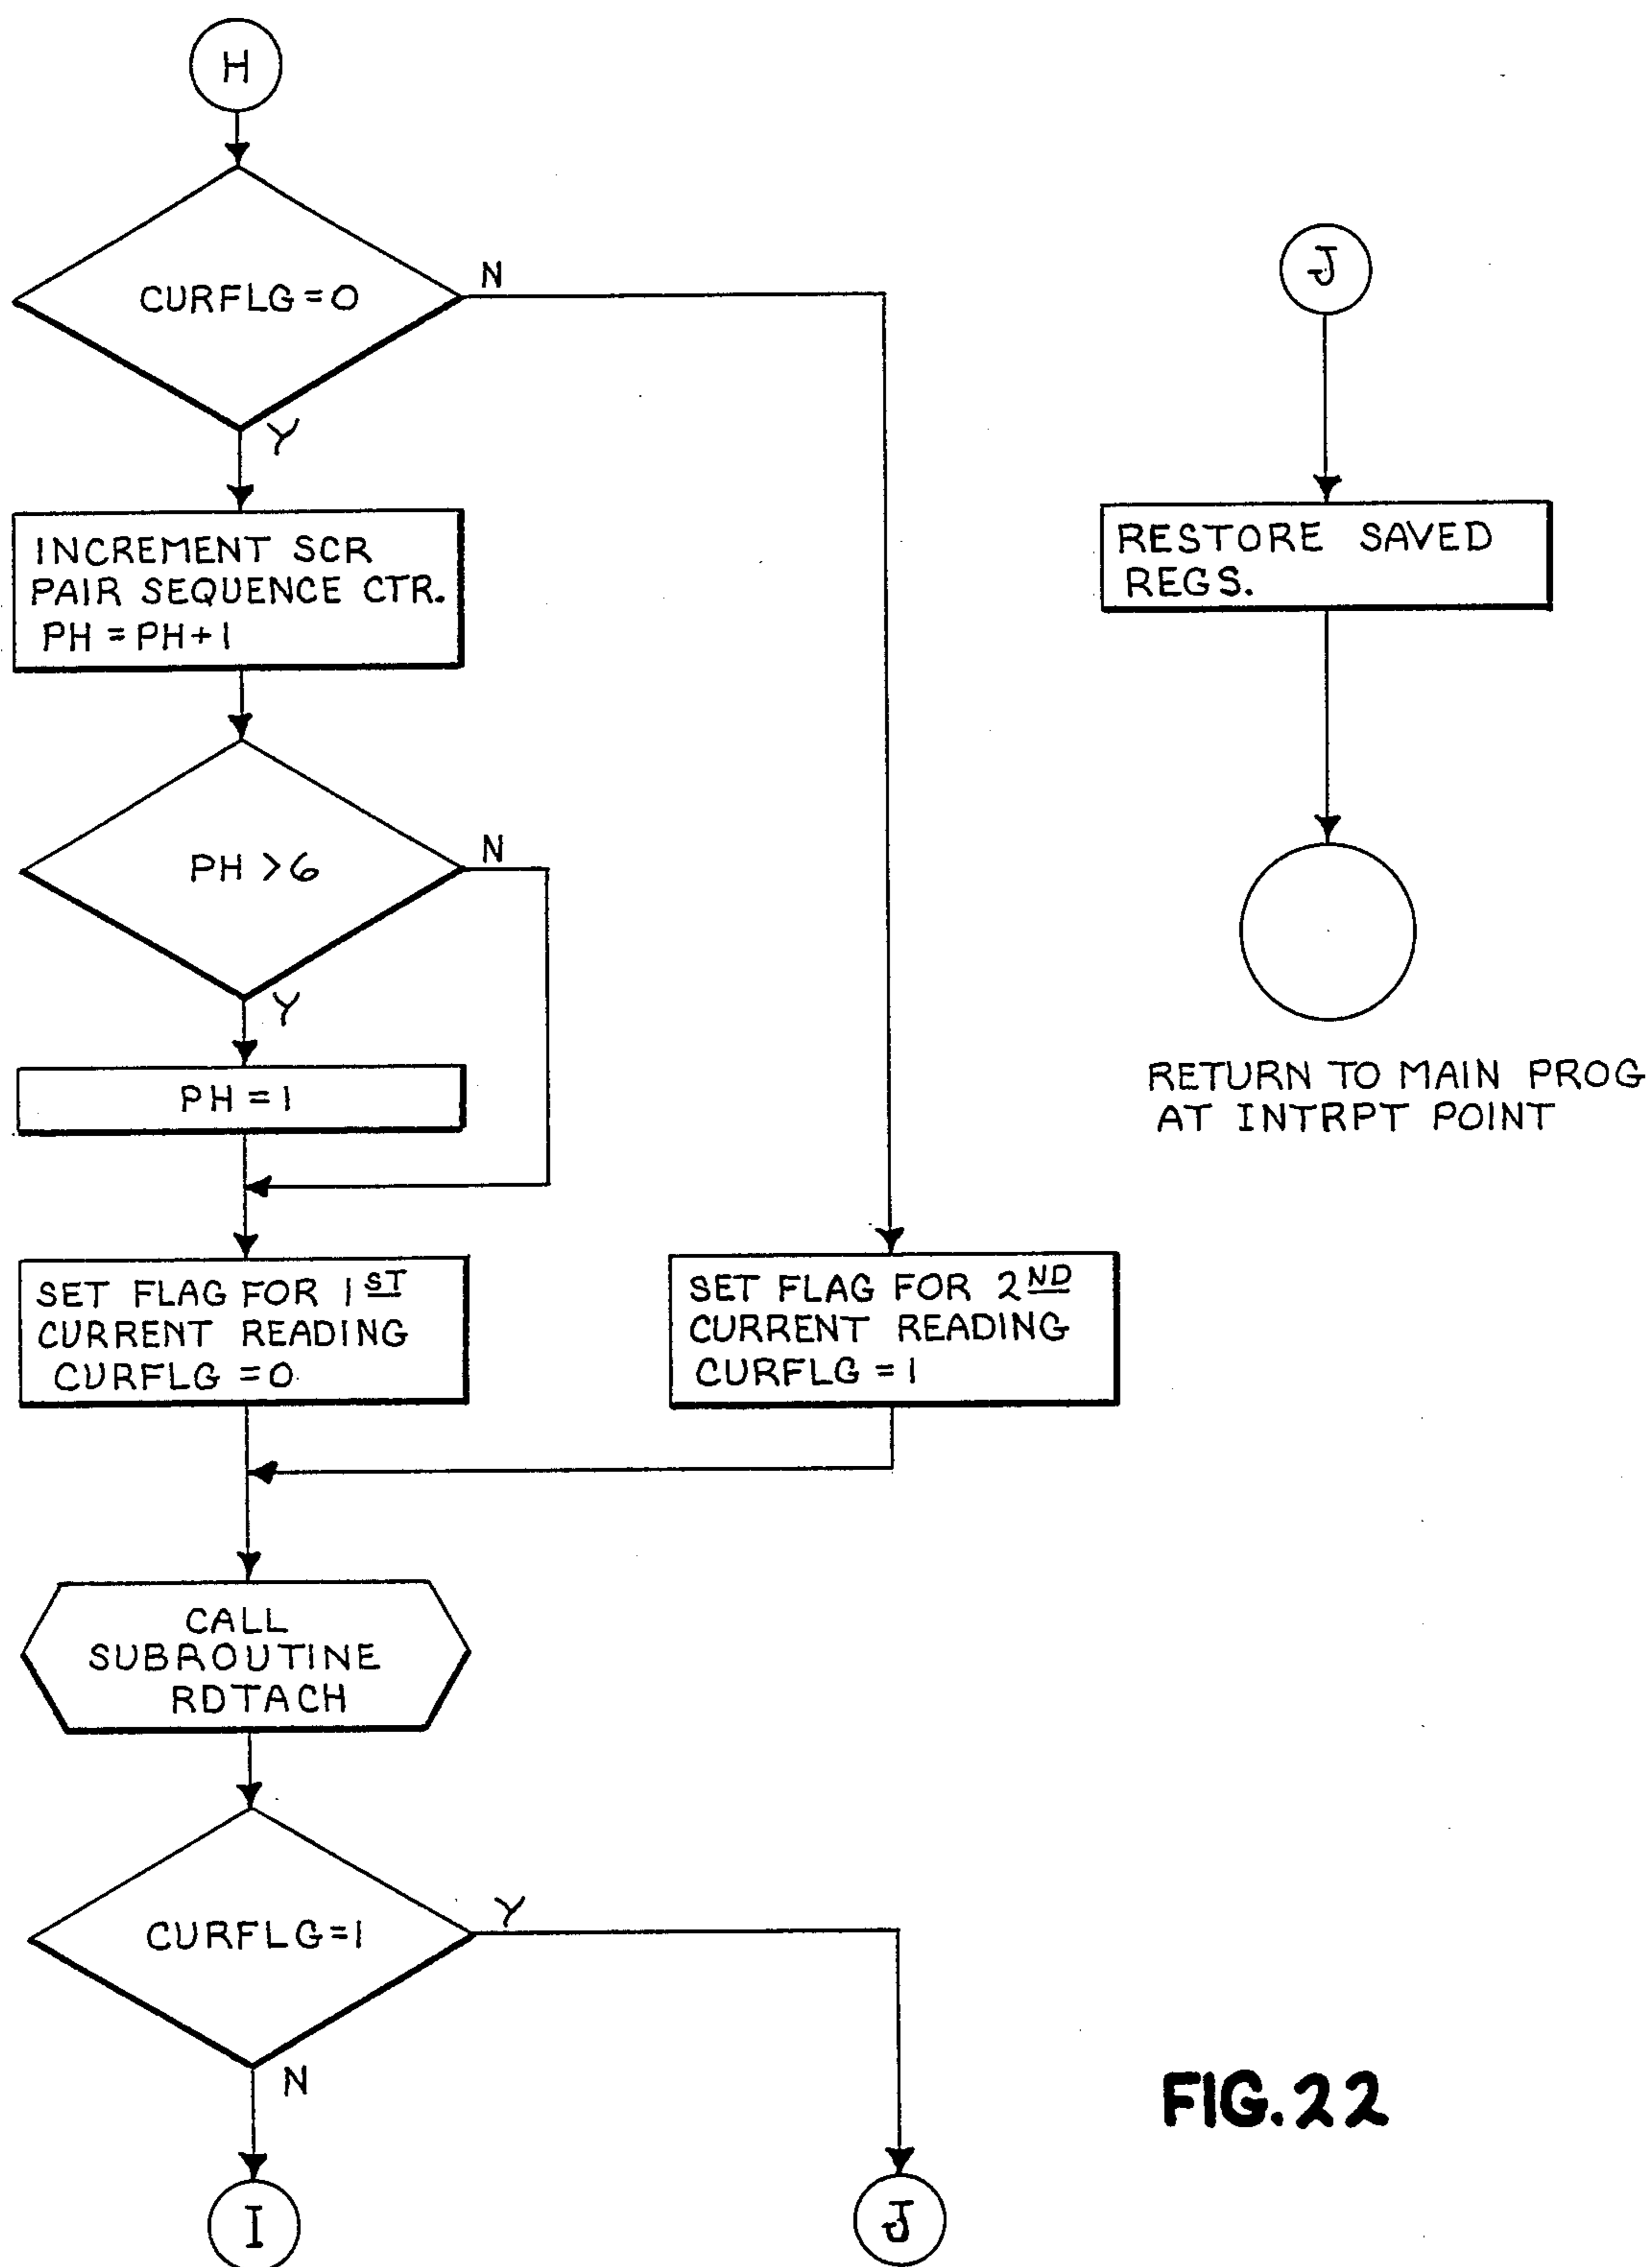 H
CURFLG=0
N
Y
INCREMENT SCR
PAIR SEQUENCE CTR.
PH = PH+1
PH >6
N
Y
PH = 1
SET FLAG FOR 1ST
CURRENT READING
CURFLG =0
SET FLAG FOR 2ND
CURRENT READING
CURFLG = 1
CALL
SUBROUTINE
RDTACH
CURFLG=1
Y
N
I
J
J
RESTORE SAVED
REGS.
RETURN TO MAIN PROG
AT INTRPT POINT
FIG.22